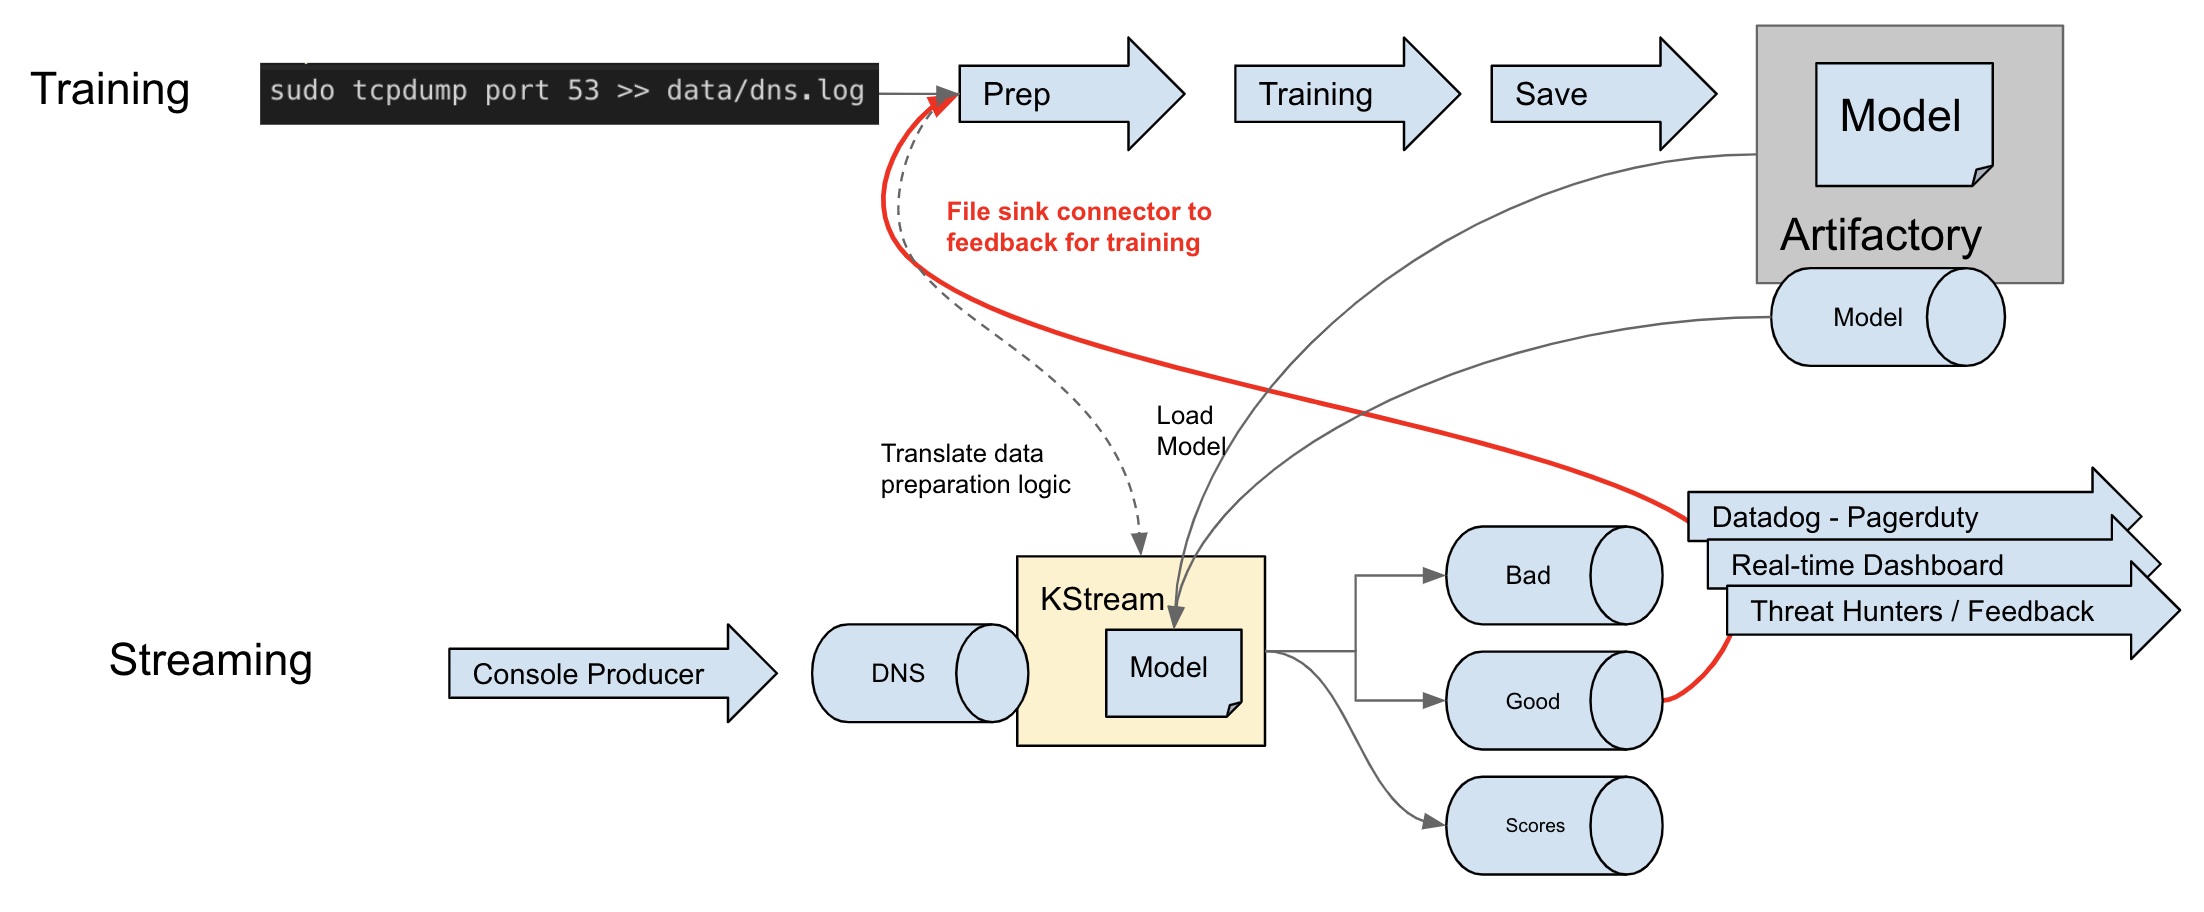 Training
sudo tcpdump port 53 >> data/dns.log
Prep
Training
Save
Model
Artifactory
Model
File sink connector to
feedback for training
Load
Model
Translate data
preparation logic
Datadog - Pagerduty
Real-time Dashboard
Threat Hunters / Feedback
Streaming
Console Producer
DNS
KStream
Model
Bad
Good
Scores